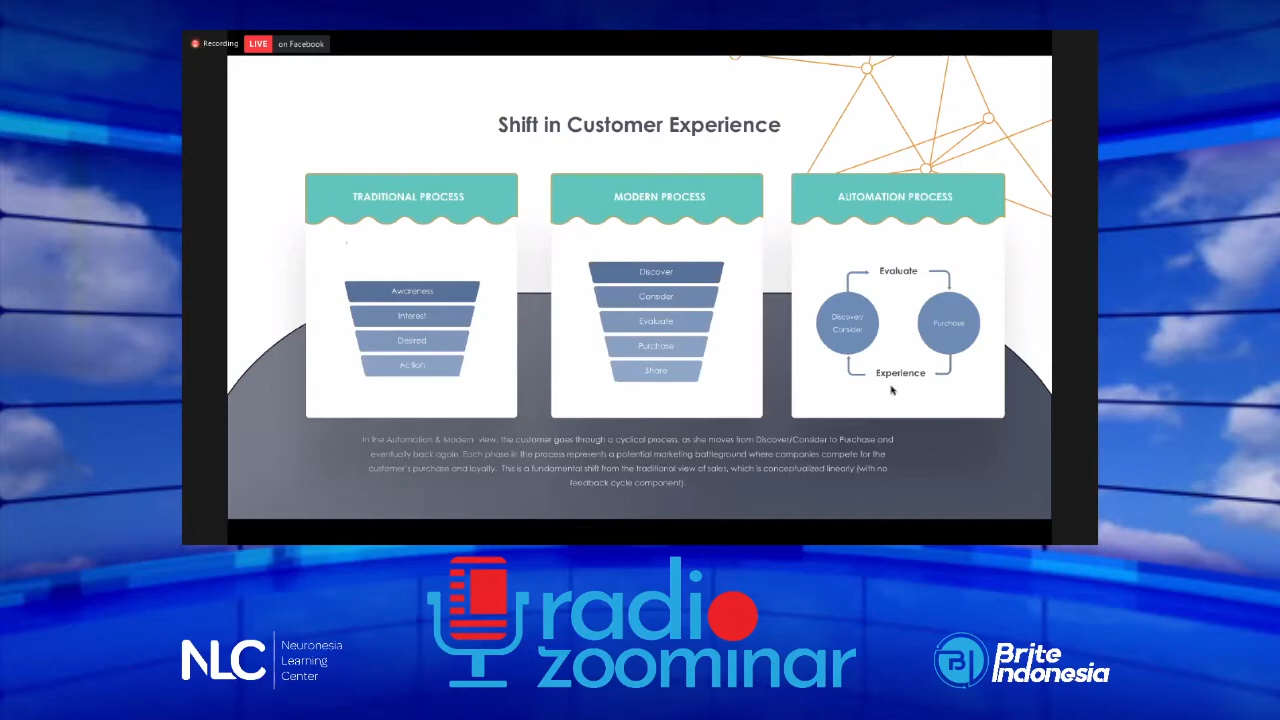 Recording LIVE on Facebook
Shift in Customer Experience
TRADITIONAL PROCESS
Awareness
Interest
Desired
Action
MODERN PROCESS
Discover
Consider
Evaluate
Purchase
Share
AUTOMATION PROCESS
Evaluate
Discover/
Consider
Purchase
Experience
In the Automation & Modern view, the customer goes through a cyclical process, as she moves from Discover/Consider to Purchase and
eventually back again. Each phase in the process represents a potential marketing battleground where companies compete for the
customer's purchase and loyalty. This is a fundamental shift from the traditional view of sales, which is conceptualized linearly (with no
feedback cycle component).
NLC
Neuronesia
Learning
Center
radio
zoominar
BI
Brite
Indonesia